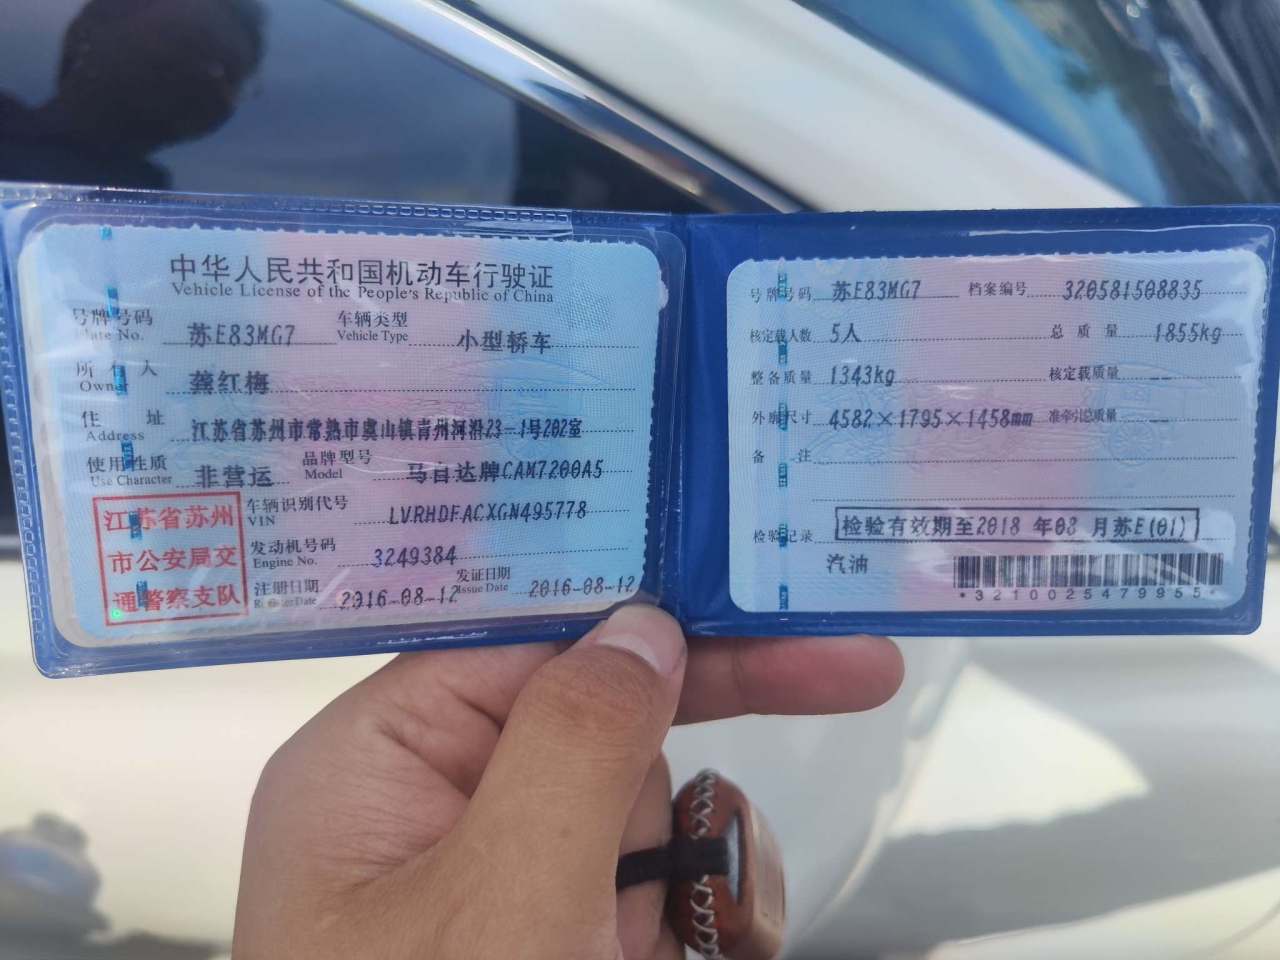 中华人民共和国机动车行驶证
Vehicle License of the People's Republic of China
号牌号码 苏E83MG7 车辆类型 小型轿车
Plate No. Vehicle Type
所有人 龚红梅
Owner
住址 江苏省苏州市常熟市虞山镇青州河沿23-1号202室
Address
使用性质 非营运 品牌型号 马自达牌CAM7200A5
Use Character Model
江苏省苏州
市公安局交
通警察支队
车辆识别代号 LVRHDFACXGN495778
VIN
发动机号码 3249384
Engine No.
注册日期 2016-08-12 发证日期 2016-08-12
Register Date Issue Date
号牌号码 苏E83MG7 档案编号 320581508835
核定载人数 5人 总质量 1855kg
整备质量 1343kg 核定载质量 --
外廓尺寸 4582×1795×1458mm 准牵引总质量 --
备注
检验记录 检验有效期至2018 年08 月苏E(01)
汽油
*3210025479955*